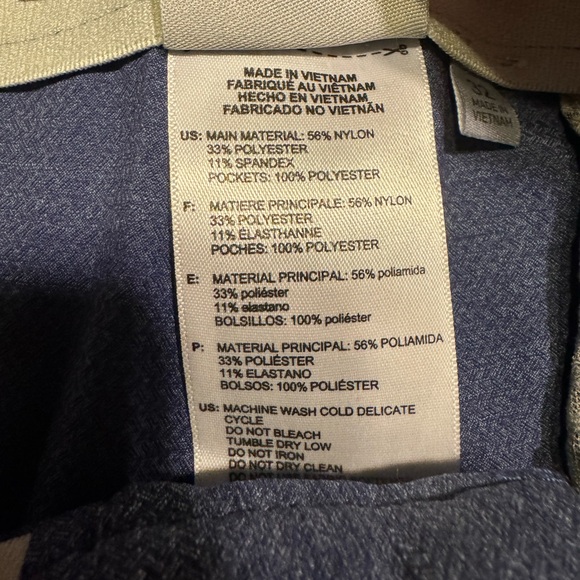 MADE IN VIETNAM
FABRIQUÉ AU VIÊTNAM
HECHO EN VIETNAM
FABRICADO NO VIETNÃN
US: MAIN MATERIAL: 56% NYLON
33% POLYESTER
11% SPANDEX
POCKETS: 100% POLYESTER
F: MATIERE PRINCIPALE: 56% NYLON
33% POLYESTER
11% ÉLASTHANNE
POCHES: 100% POLYESTER
E: MATERIAL PRINCIPAL: 56% poliamida
33% poliéster
11% elastano
BOLSILLOS: 100% poliéster
P: MATERIAL PRINCIPAL: 56% POLIAMIDA
33% POLIÉSTER
11% ELASTANO
BOLSOS: 100% POLIÉSTER
US: MACHINE WASH COLD DELICATE
CYCLE
DO NOT BLEACH
TUMBLE DRY LOW
DO NOT IRON
DO NOT DRY CLEAN
MADE IN
VIETNAM